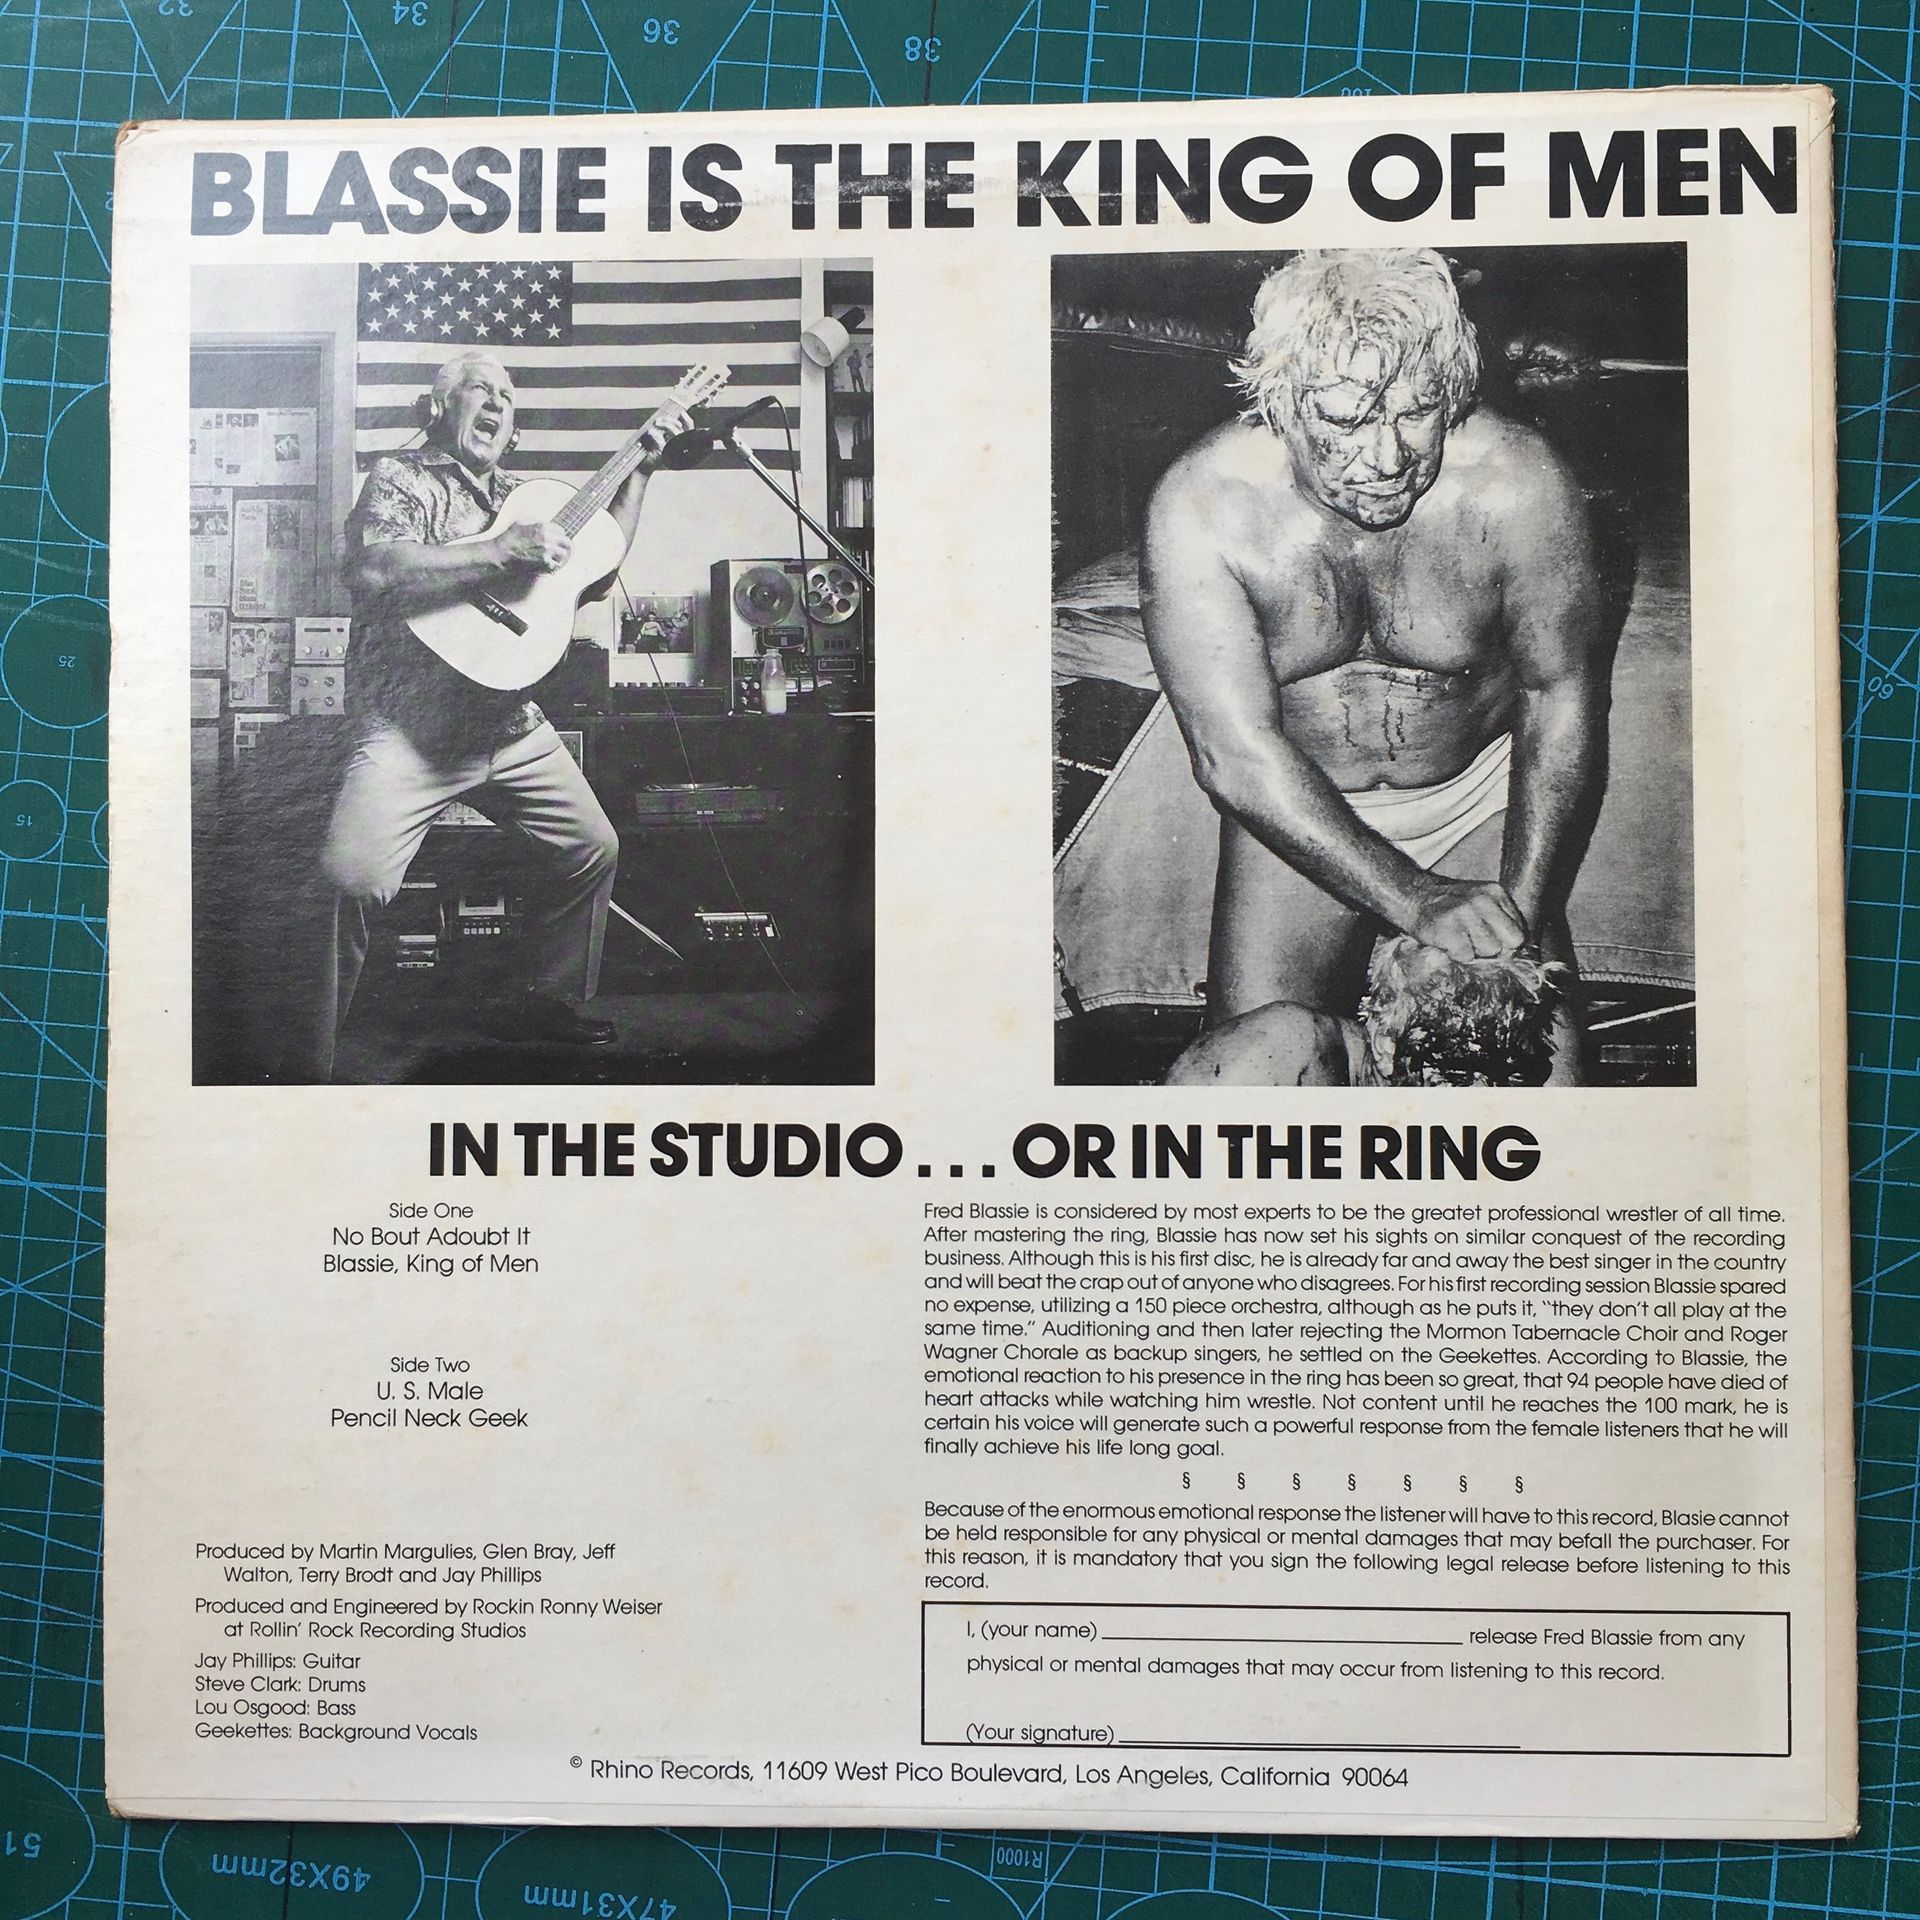 32
34
36
38
BLASSIE IS THE KING OF MEN
IN THE STUDIO . . . OR IN THE RING
Side One
No Bout Adoubt It
Blassie, King of Men
Side Two
U. S. Male
Pencil Neck Geek
Produced by Martin Margulies, Glen Bray, Jeff
Walton, Terry Brodt and Jay Phillips
Produced and Engineered by Rockin Ronny Weiser
at Rollin' Rock Recording Studios
Jay Phillips: Guitar
Steve Clark: Drums
Lou Osgood: Bass
Geekettes: Background Vocals
Fred Blassie is considered by most experts to be the greatet professional wrestler of all time.
After mastering the ring, Blassie has now set his sights on similar conquest of the recording
business. Although this is his first disc, he is already far and away the best singer in the country
and will beat the crap out of anyone who disagrees. For his first recording session Blassie spared
no expense, utilizing a 150 piece orchestra, although as he puts it, "they don't all play at the
same time." Auditioning and then later rejecting the Mormon Tabernacle Choir and Roger
Wagner Chorale as backup singers, he settled on the Geekettes. According to Blassie, the
emotional reaction to his presence in the ring has been so great, that 94 people have died of
heart attacks while watching him wrestle. Not content until he reaches the 100 mark, he is
certain his voice will generate such a powerful response from the female listeners that he will
finally achieve his life long goal.
§ § § § § § §
Because of the enormous emotional response the listener will have to this record, Blasie cannot
be held responsible for any physical or mental damages that may befall the purchaser. For
this reason, it is mandatory that you sign the following legal release before listening to this
record.
I, (your name) ____ release Fred Blassie from any
physical or mental damages that may occur from listening to this record.
(Your signature) ____
© Rhino Records, 11609 West Pico Boulevard, Los Angeles, California 90064
25
15
60
51
49X32mm
47X31mm
R1000